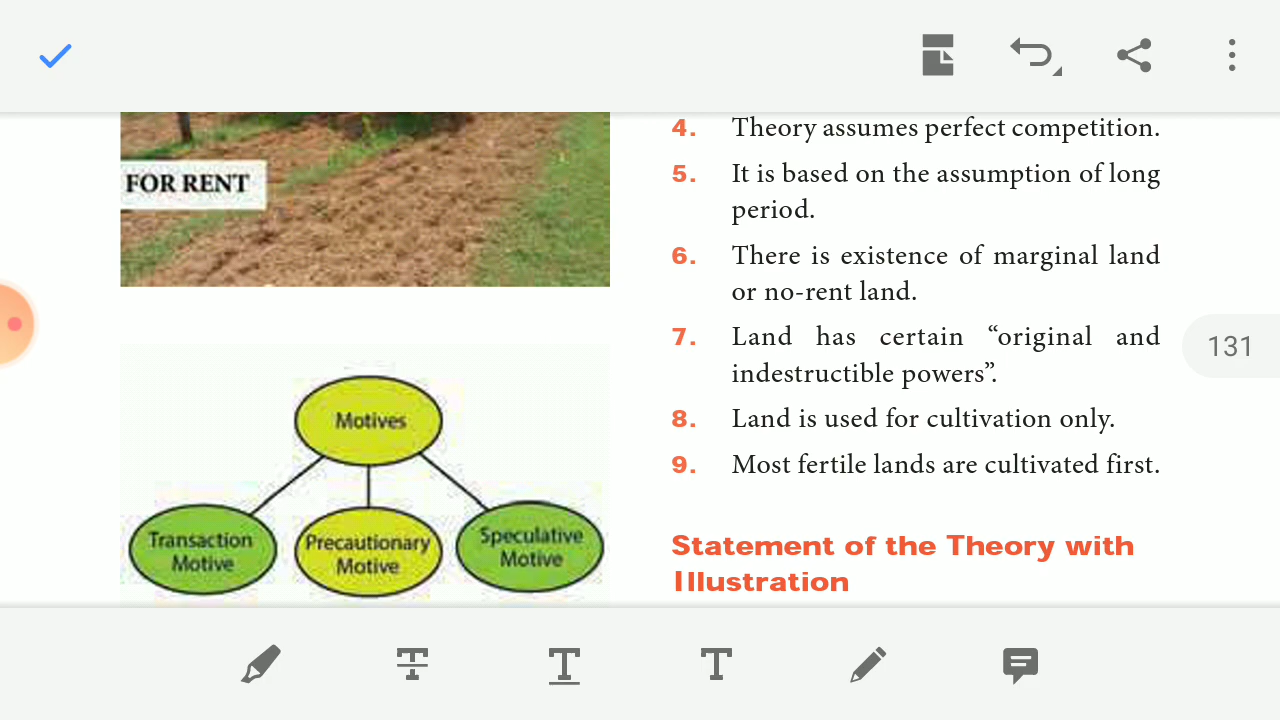 FOR RENT
Motives
Transaction
Motive
Precautionary
Motive
Speculative
Motive
4. Theory assumes perfect competition.
5. It is based on the assumption of long
period.
6. There is existence of marginal land
or no-rent land.
7. Land has certain “original and
indestructible powers”.
8. Land is used for cultivation only.
9. Most fertile lands are cultivated first.
Statement of the Theory with
Illustration
131